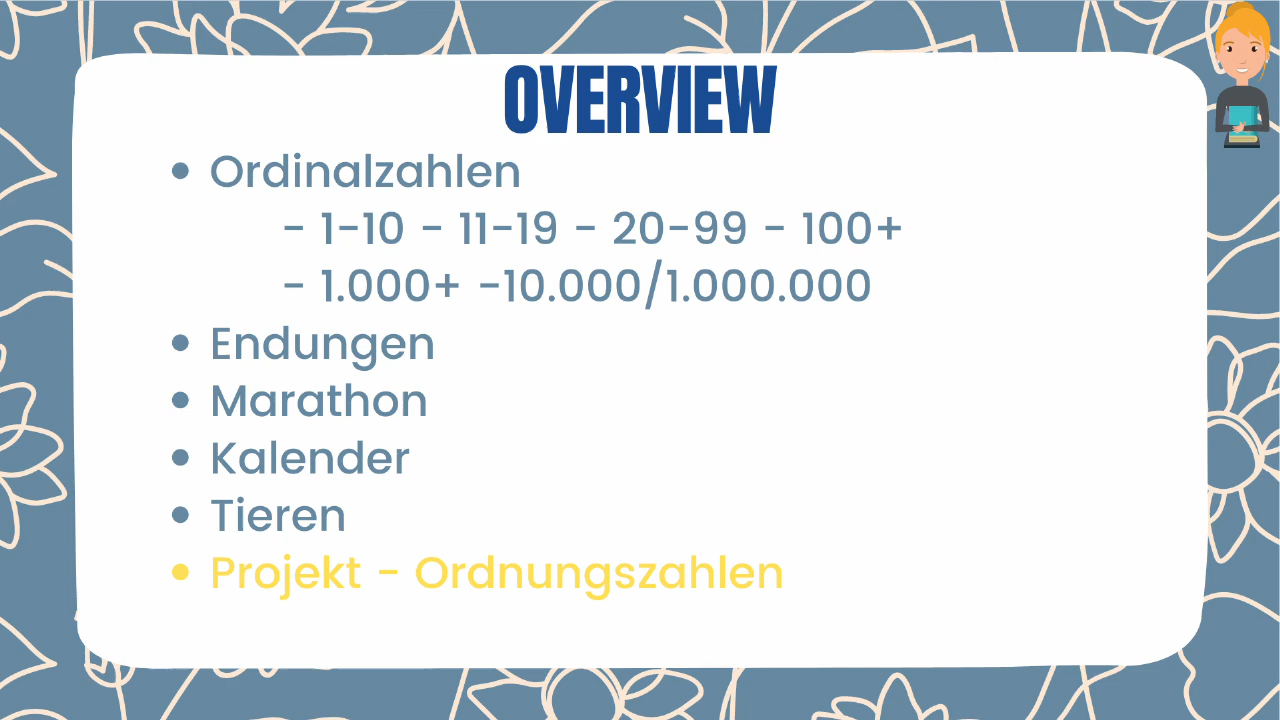 OVERVIEW
• Ordinalzahlen
- 1-10 - 11-19 - 20-99 - 100+
- 1.000+ -10.000/1.000.000
• Endungen
• Marathon
• Kalender
• Tieren
• Projekt - Ordnungszahlen